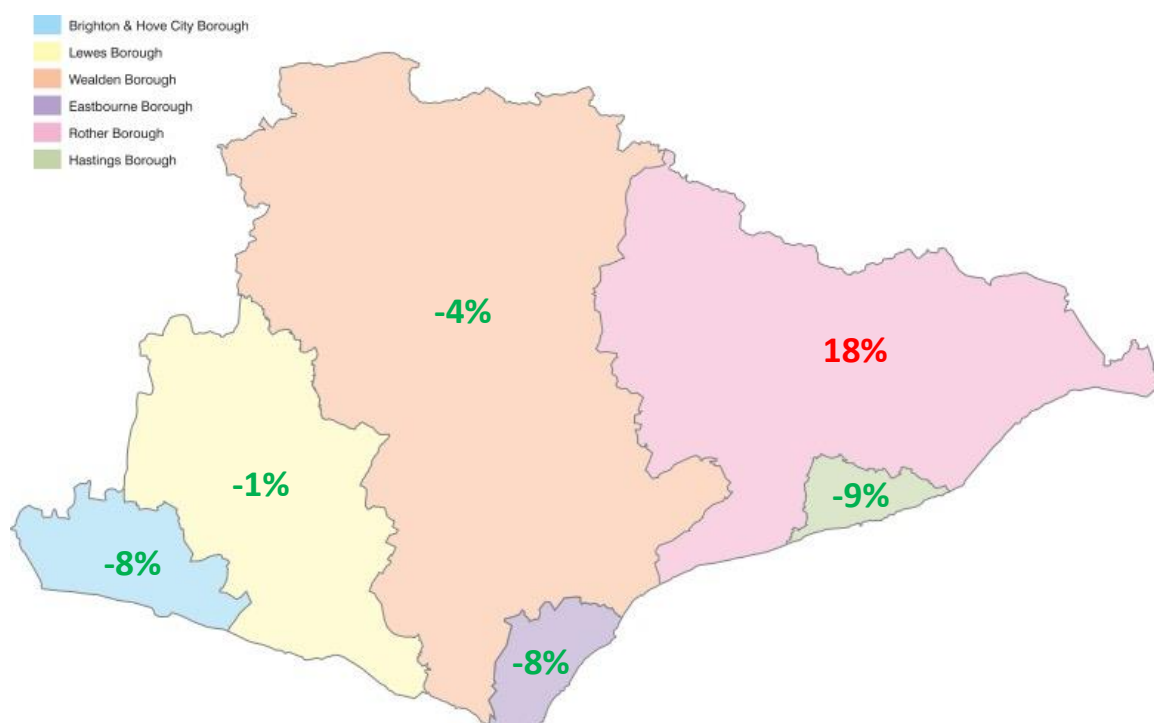 Brighton & Hove City Borough
Lewes Borough
Wealden Borough
Eastbourne Borough
Rother Borough
Hastings Borough
-4%
18%
-1%
-9%
-8%
-8%